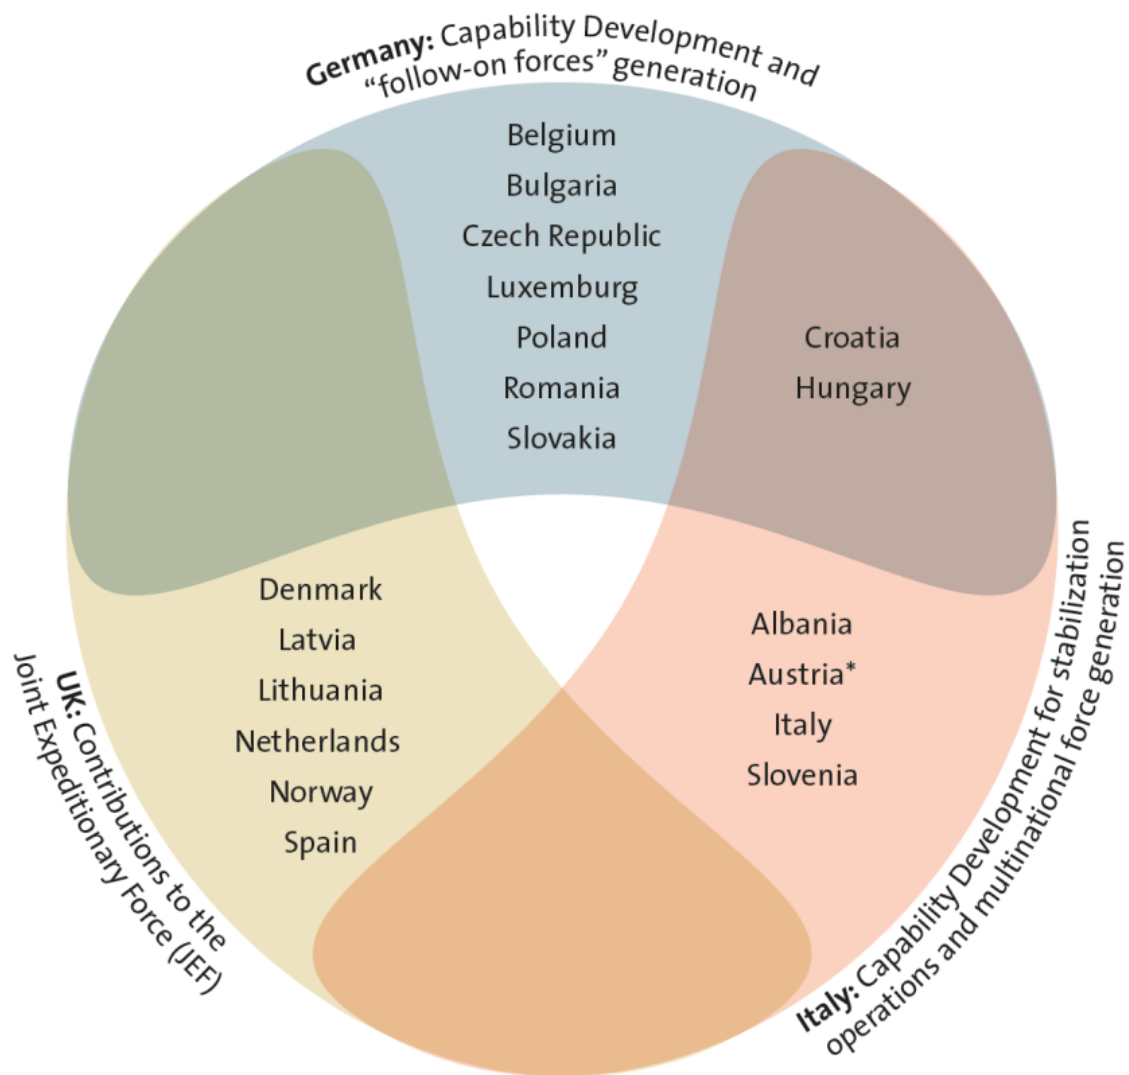 Germany: Capability Development and
“follow-on forces” generation
Belgium
Bulgaria
Czech Republic
Luxemburg
Poland
Romania
Slovakia
Croatia
Hungary
Denmark
Latvia
Lithuania
Netherlands
Norway
Spain
Albania
Austria*
Italy
Slovenia
UK: Contributions to the
Joint Expeditionary Force (JEF)
Italy: Capability Development for stabilization
operations and multinational force generation